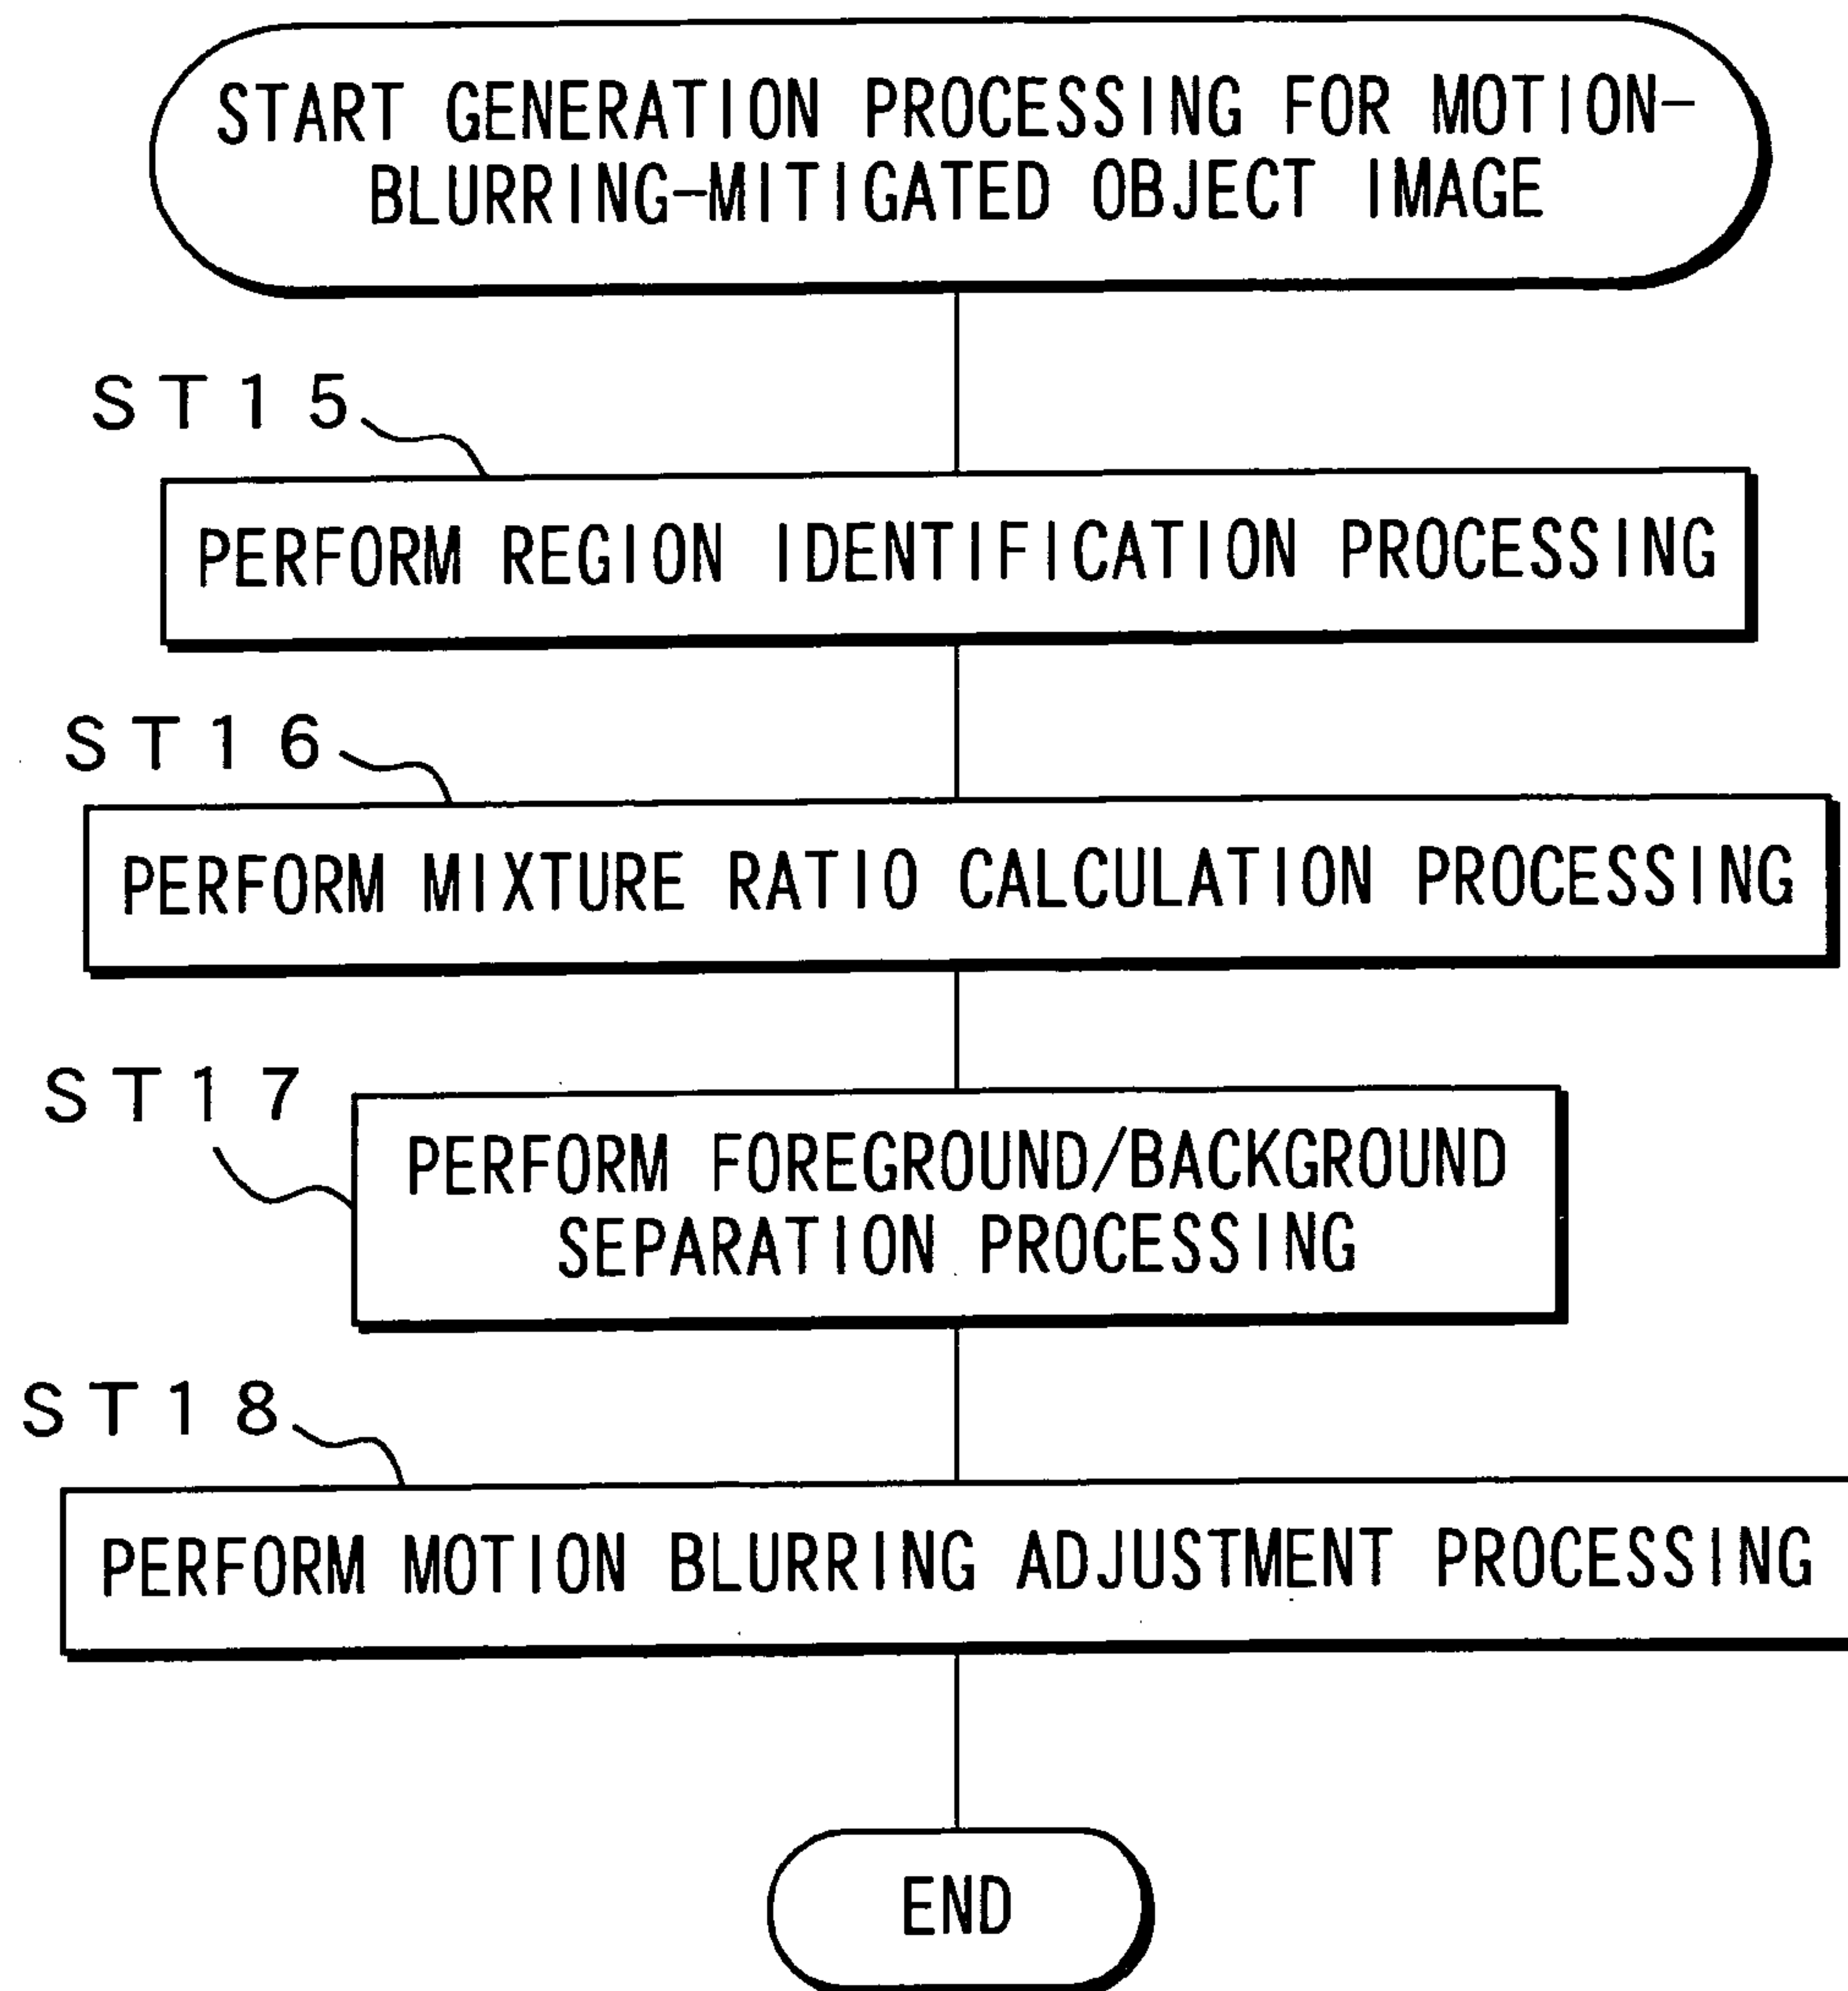 START GENERATION PROCESSING FOR MOTION-
BLURRING-MITIGATED OBJECT IMAGE
ST15
PERFORM REGION IDENTIFICATION PROCESSING
ST16
PERFORM MIXTURE RATIO CALCULATION PROCESSING
ST17
PERFORM FOREGROUND/BACKGROUND
SEPARATION PROCESSING
ST18
PERFORM MOTION BLURRING ADJUSTMENT PROCESSING
END